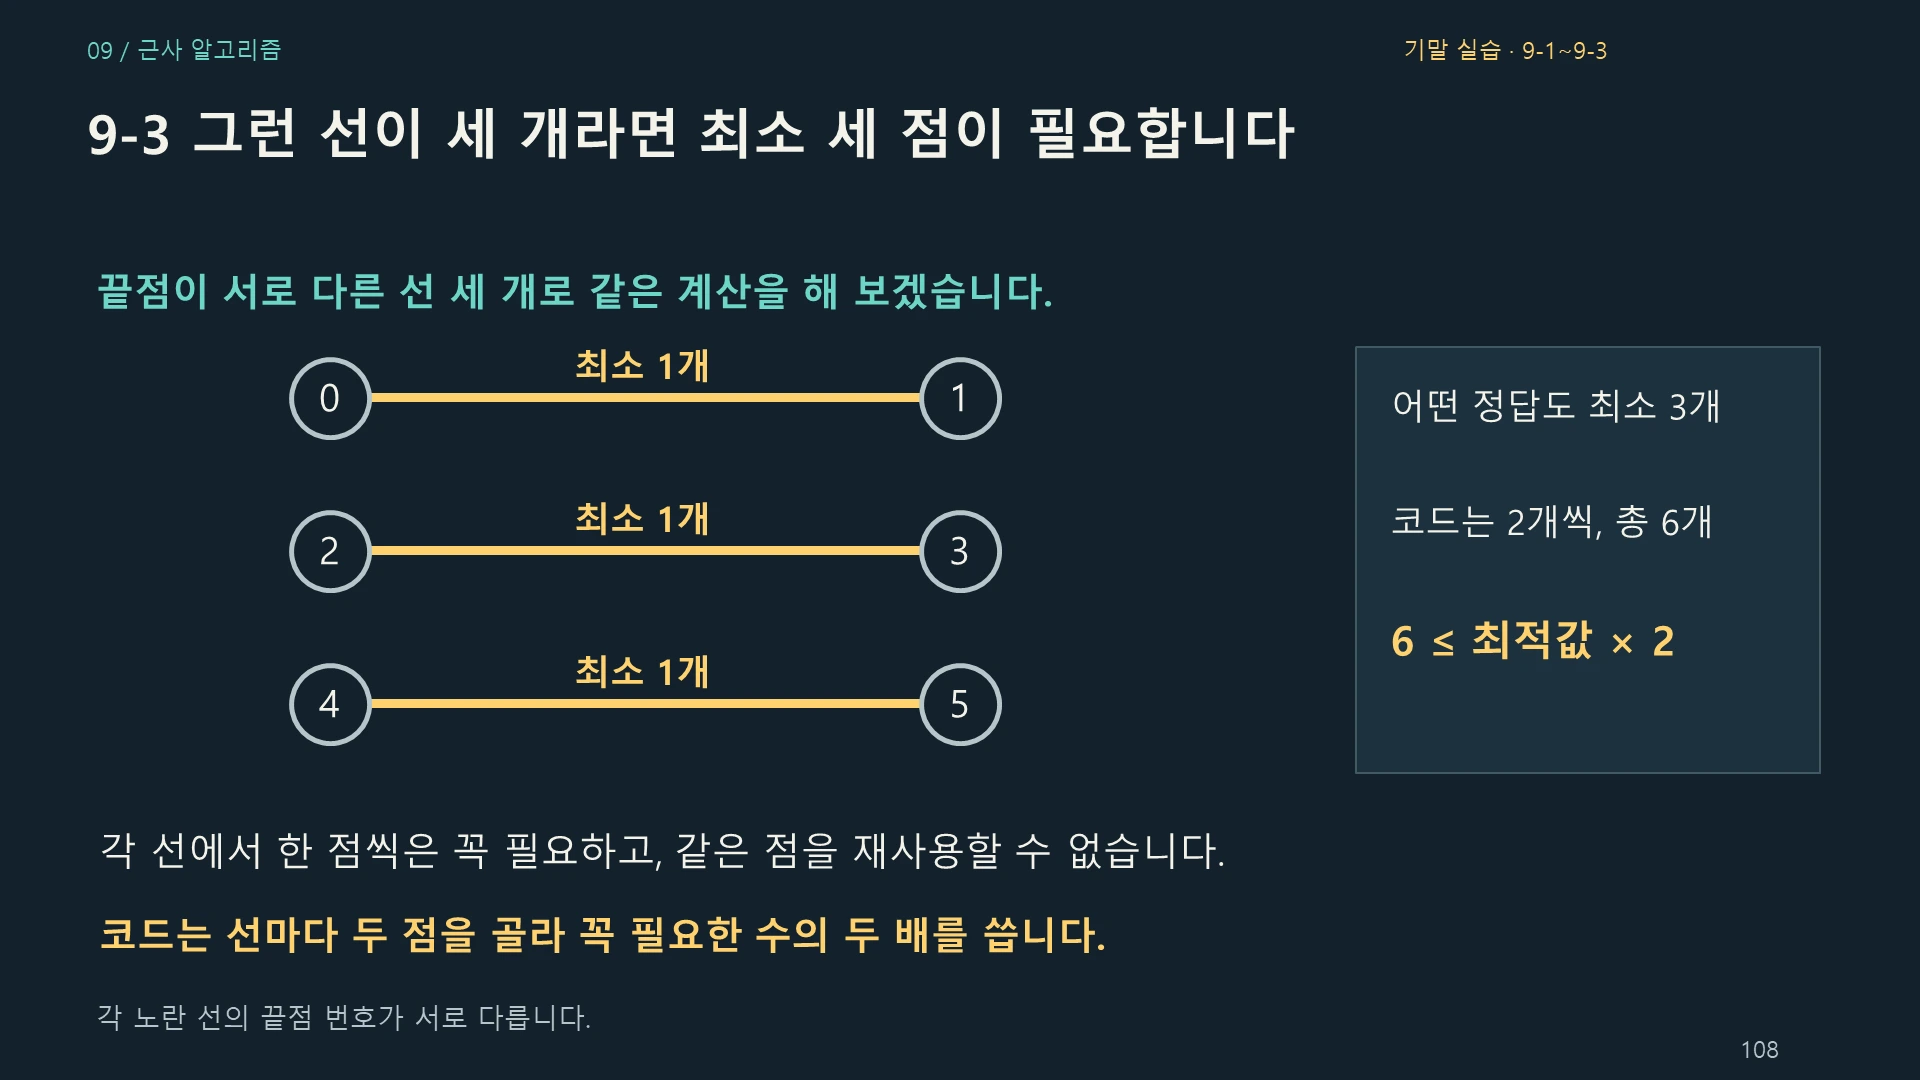 09 / 근사 알고리즘
기말 실습 · 9-1~9-3
9-3 그런 선이 세 개라면 최소 세 점이 필요합니다
끝점이 서로 다른 선 세 개로 같은 계산을 해 보겠습니다.
0
최소 1개
1
2
최소 1개
3
4
최소 1개
5
어떤 정답도 최소 3개
코드는 2개씩, 총 6개
6 ≤ 최적값 × 2
각 선에서 한 점씩은 꼭 필요하고, 같은 점을 재사용할 수 없습니다.
코드는 선마다 두 점을 골라 꼭 필요한 수의 두 배를 씁니다.
각 노란 선의 끝점 번호가 서로 다릅니다.
108